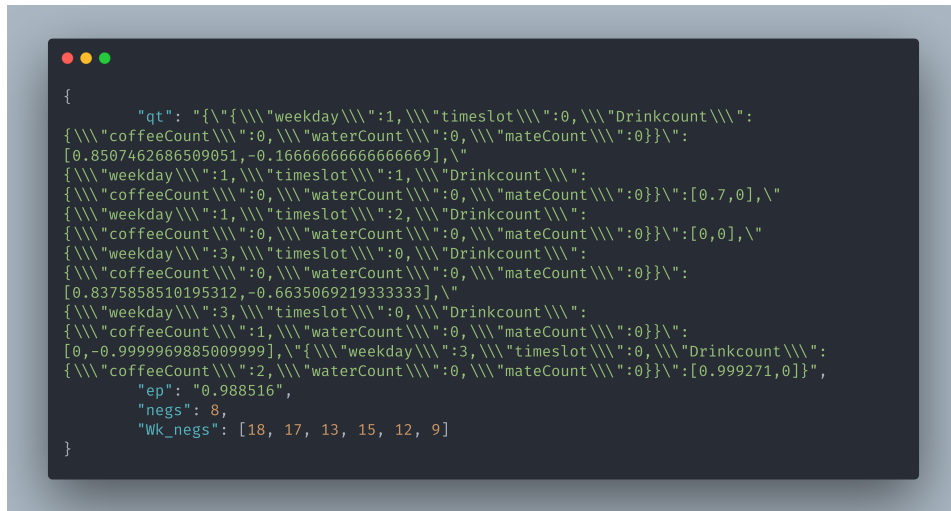 {
"qt": "{\"{\\\"weekday\\\":1,\\\"timeslot\\\":0,\\\"Drinkcount\\\":
{\\\"coffeeCount\\\":0,\\\"waterCount\\\":0,\\\"mateCount\\\":0}}\":
[0.8507462686509051,-0.16666666666666669],\"
{\\\"weekday\\\":1,\\\"timeslot\\\":1,\\\"Drinkcount\\\":
{\\\"coffeeCount\\\":0,\\\"waterCount\\\":0,\\\"mateCount\\\":0}}\":[0.7,0],\"
{\\\"weekday\\\":1,\\\"timeslot\\\":2,\\\"Drinkcount\\\":
{\\\"coffeeCount\\\":0,\\\"waterCount\\\":0,\\\"mateCount\\\":0}}\":[0,0],\"
{\\\"weekday\\\":3,\\\"timeslot\\\":0,\\\"Drinkcount\\\":
{\\\"coffeeCount\\\":0,\\\"waterCount\\\":0,\\\"mateCount\\\":0}}\":
[0.8375858510195312,-0.6635069219333333],\"
{\\\"weekday\\\":3,\\\"timeslot\\\":0,\\\"Drinkcount\\\":
{\\\"coffeeCount\\\":1,\\\"waterCount\\\":0,\\\"mateCount\\\":0}}\":
[0,-0.9999969885009999],\"{\\\"weekday\\\":3,\\\"timeslot\\\":0,\\\"Drinkcount\\\":
{\\\"coffeeCount\\\":2,\\\"waterCount\\\":0,\\\"mateCount\\\":0}}\":[0.999271,0]}",
"ep": "0.988516",
"negs": 8,
"Wk_negs": [18, 17, 13, 15, 12, 9]
}